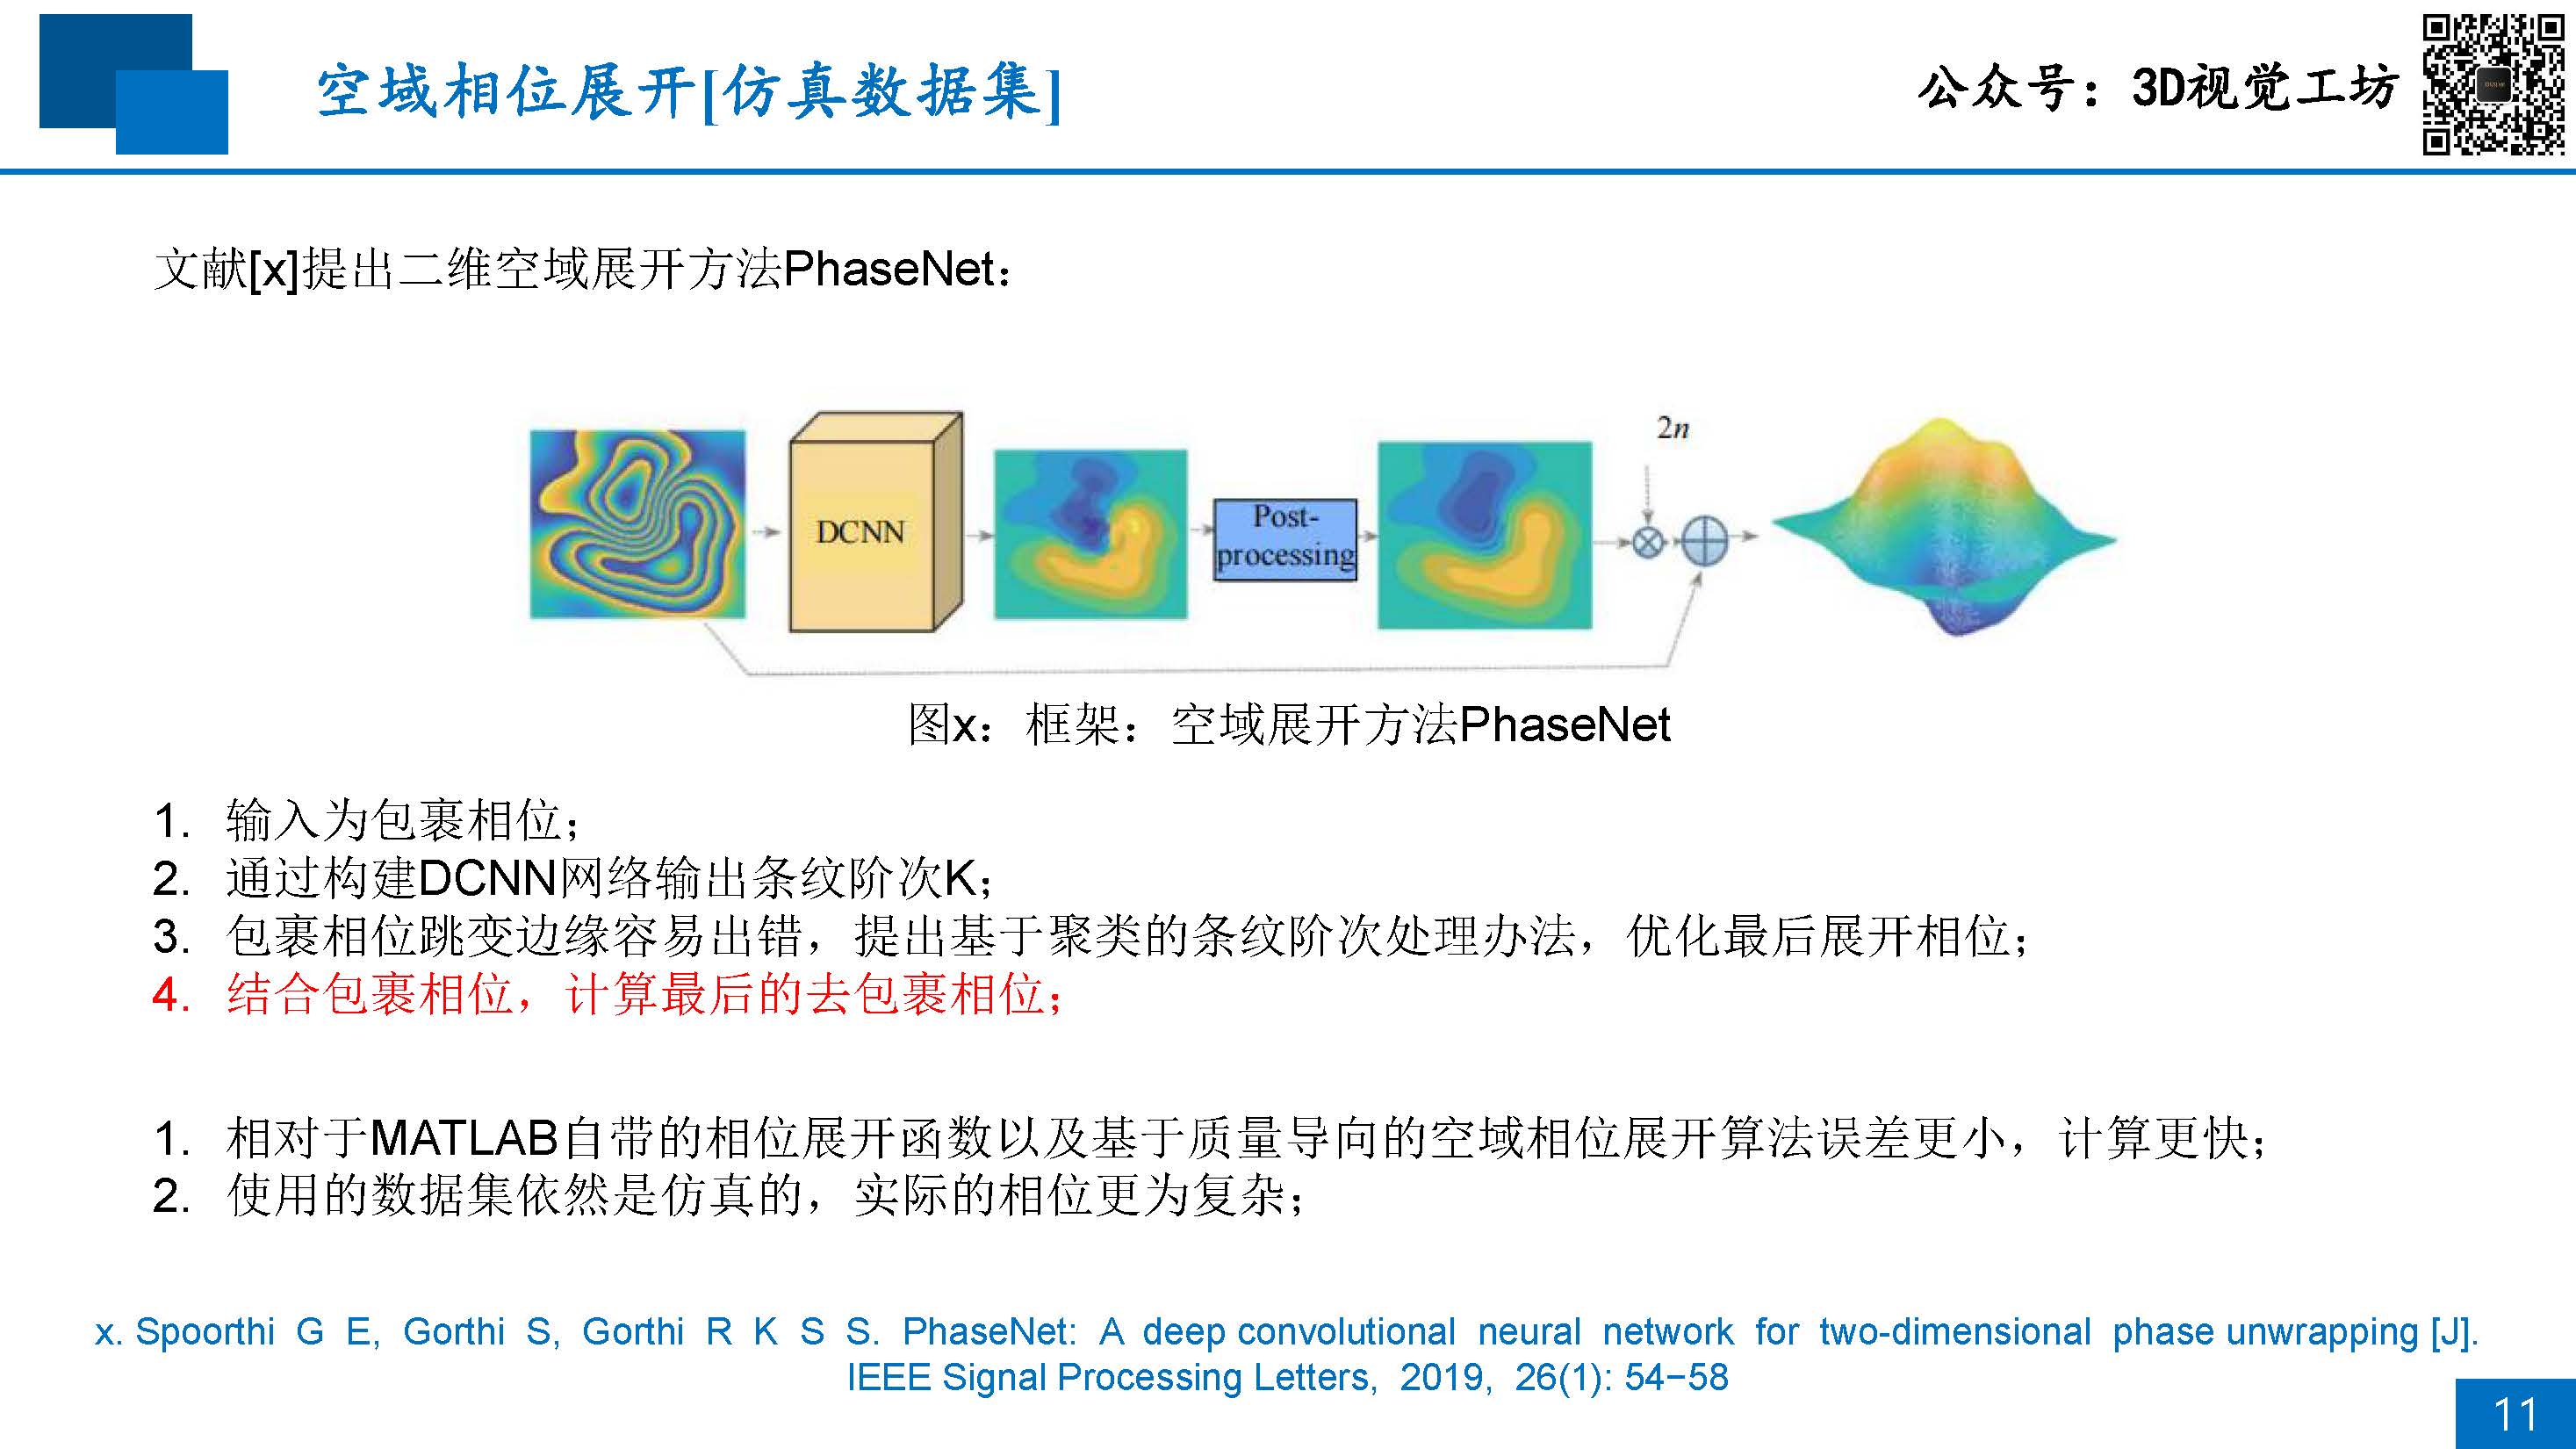 空域相位展开[仿真数据集]
公众号：3D视觉工坊
文献[x]提出二维空域展开方法PhaseNet：
2n
DCNN
Post-
processing
图x：框架：空域展开方法PhaseNet
1. 输入为包裹相位；
2. 通过构建DCNN网络输出条纹阶次K；
3. 包裹相位跳变边缘容易出错，提出基于聚类的条纹阶次处理办法，优化最后展开相位；
4. 结合包裹相位，计算最后的去包裹相位；
1. 相对于MATLAB自带的相位展开函数以及基于质量导向的空域相位展开算法误差更小，计算更快；
2. 使用的数据集依然是仿真的，实际的相位更为复杂；
x. Spoorthi G E, Gorthi S, Gorthi R K S S. PhaseNet: A deep convolutional neural network for two-dimensional phase unwrapping [J].
IEEE Signal Processing Letters, 2019, 26(1): 54−58
11